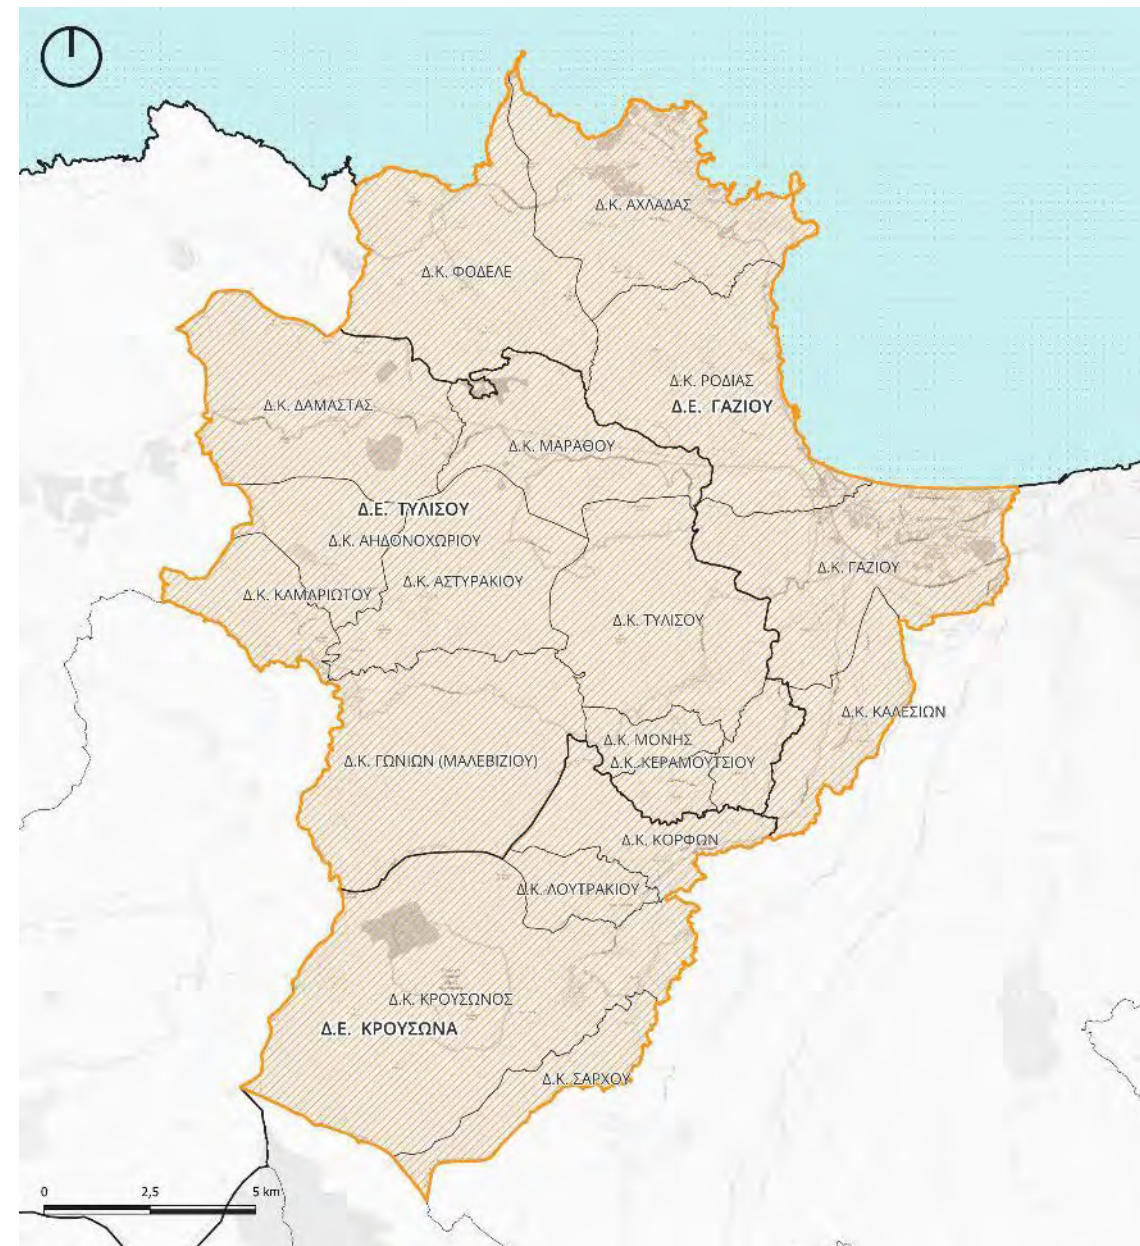 Δ.Κ. ΑΧΛΑΔΑΣ
Δ.Κ. ΦΟΔΕΛΕ
Δ.Κ. ΡΟΔΙΑΣ
Δ.Ε. ΓΑΖΙΟΥ
Δ.Κ. ΔΑΜΑΣΤΑΣ
Δ.Κ. ΜΑΡΑΘΟΥ
Δ.Ε. ΤΥΛΙΣΟΥ
Δ.Κ. ΑΗΔΟΝΟΧΩΡΙΟΥ
Δ.Κ. ΓΑΖΙΟΥ
Δ.Κ. ΑΣΤΥΡΑΚΙΟΥ
Δ.Κ. ΚΑΜΑΡΙΩΤΟΥ
Δ.Κ. ΤΥΛΙΣΟΥ
Δ.Κ. ΚΑΛΕΣΙΩΝ
Δ.Κ. ΜΟΝΗΣ
Δ.Κ. ΓΩΝΙΩΝ (ΜΑΛΕΒΙΖΙΟΥ)
Δ.Κ. ΚΕΡΑΜΟΥΤΣΙΟΥ
Δ.Κ. ΚΟΡΦΩΝ
Δ.Κ. ΛΟΥΤΡΑΚΙΟΥ
Δ.Κ. ΚΡΟΥΣΩΝΟΣ
Δ.Ε. ΚΡΟΥΣΩΝΑ
Δ.Κ. ΣΑΡΧΟΥ
0 2,5 5 km